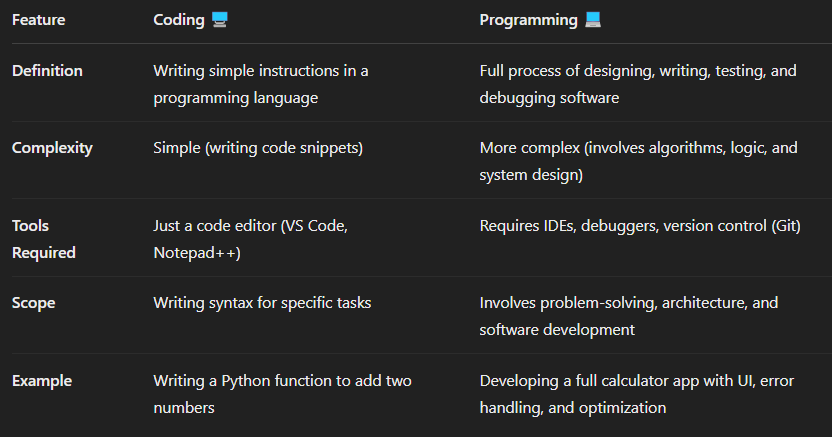 Feature Coding 🖥️ Programming 💻
Definition Writing simple instructions in a Full process of designing, writing, testing, and
programming language debugging software
Complexity Simple (writing code snippets) More complex (involves algorithms, logic, and
system design)
Tools Just a code editor (VS Code, Requires IDEs, debuggers, version control (Git)
Required Notepad++)
Scope Writing syntax for specific tasks Involves problem-solving, architecture, and
software development
Example Writing a Python function to add two Developing a full calculator app with UI, error
numbers handling, and optimization